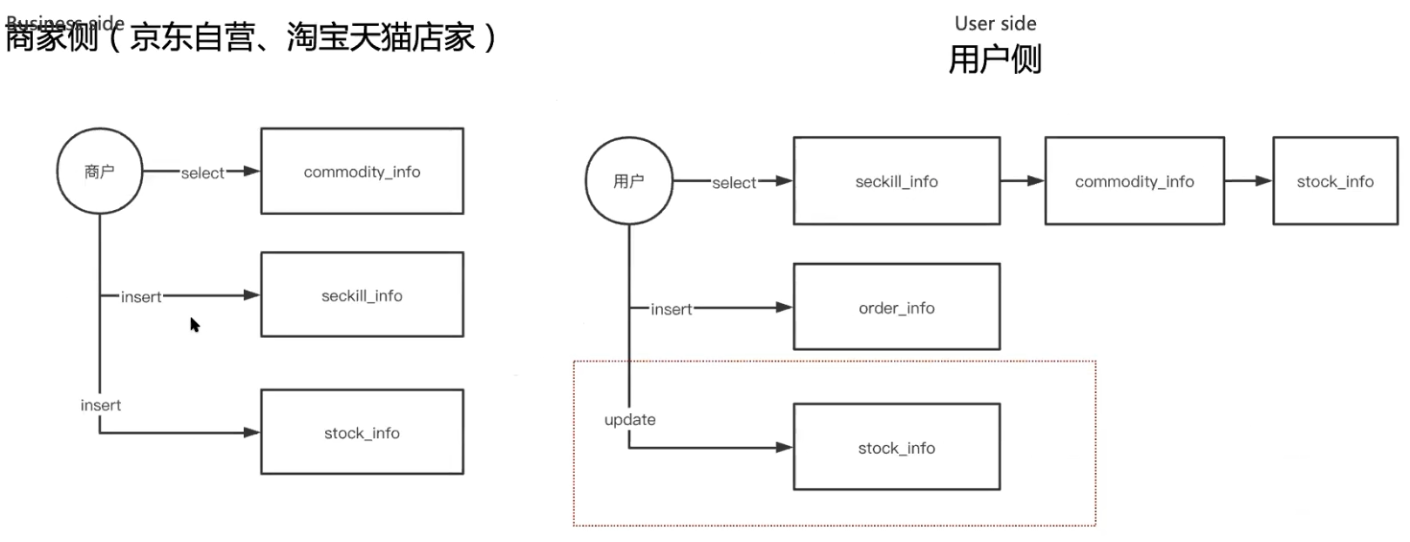 Business side
商家侧（京东自营、淘宝天猫店家）
User side
用户侧
商户
select
commodity_info
insert
seckill_info
insert
stock_info
用户
select
seckill_info
commodity_info
stock_info
insert
order_info
update
stock_info